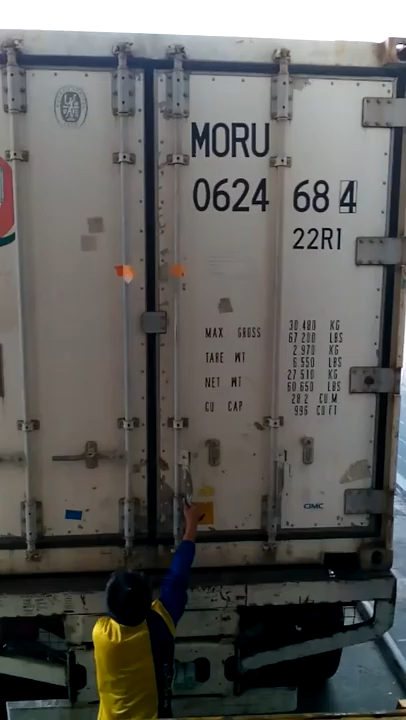 MORU
0624 68 4
22R1
MAX GROSS 30 480 KG
67 200 LBS
TARE WT 2 970 KG
6 550 LBS
NET WT 27 510 KG
60 650 LBS
CU CAP 28.2 CU.M
996 CU FT
CIMC